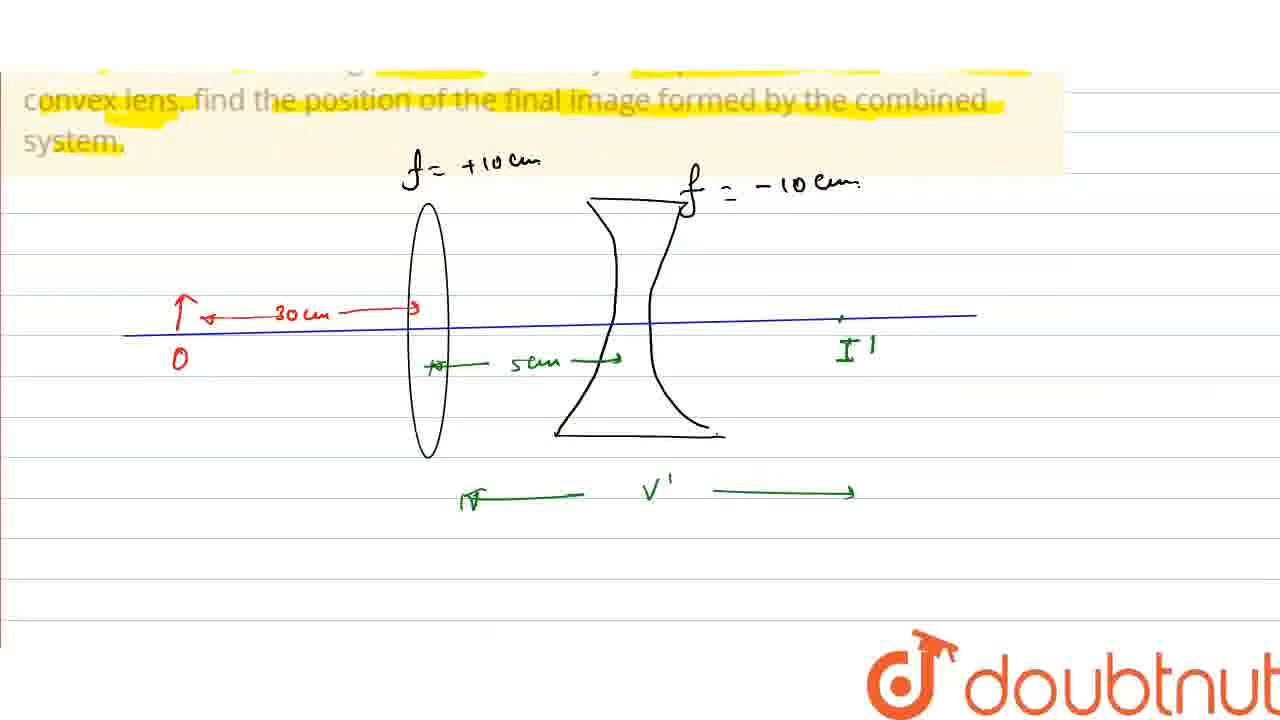 convex lens, find the position of the final image formed by the combined
system.
f = +10 cm
f = -10 cm
30 cm
O
5 cm
I'
V'
doubtnut